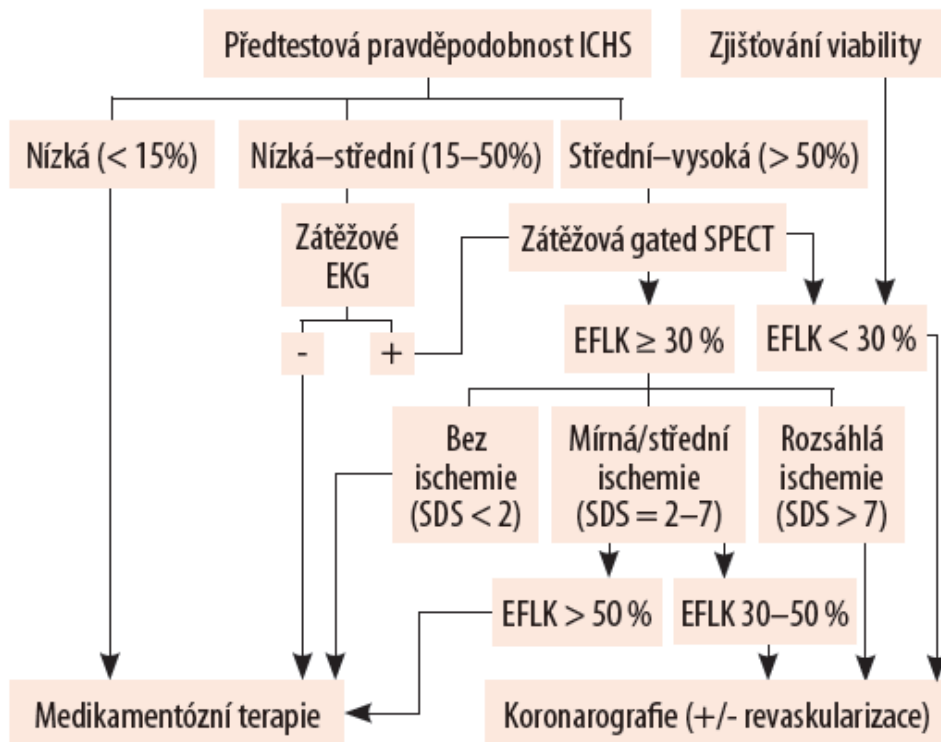 Předtestová pravděpodobnost ICHS
Zjišťování viability
Nízká (< 15%)
Nízká–střední (15–50%)
Střední–vysoká (> 50%)
Zátěžové
EKG
Zátěžová gated SPECT
-
+
EFLK ≥ 30 %
EFLK < 30 %
Bez
ischemie
(SDS < 2)
Mírná/střední
ischemie
(SDS = 2–7)
Rozsáhlá
ischemie
(SDS > 7)
EFLK > 50 %
EFLK 30–50 %
Medikamentózní terapie
Koronarografie (+/- revaskularizace)